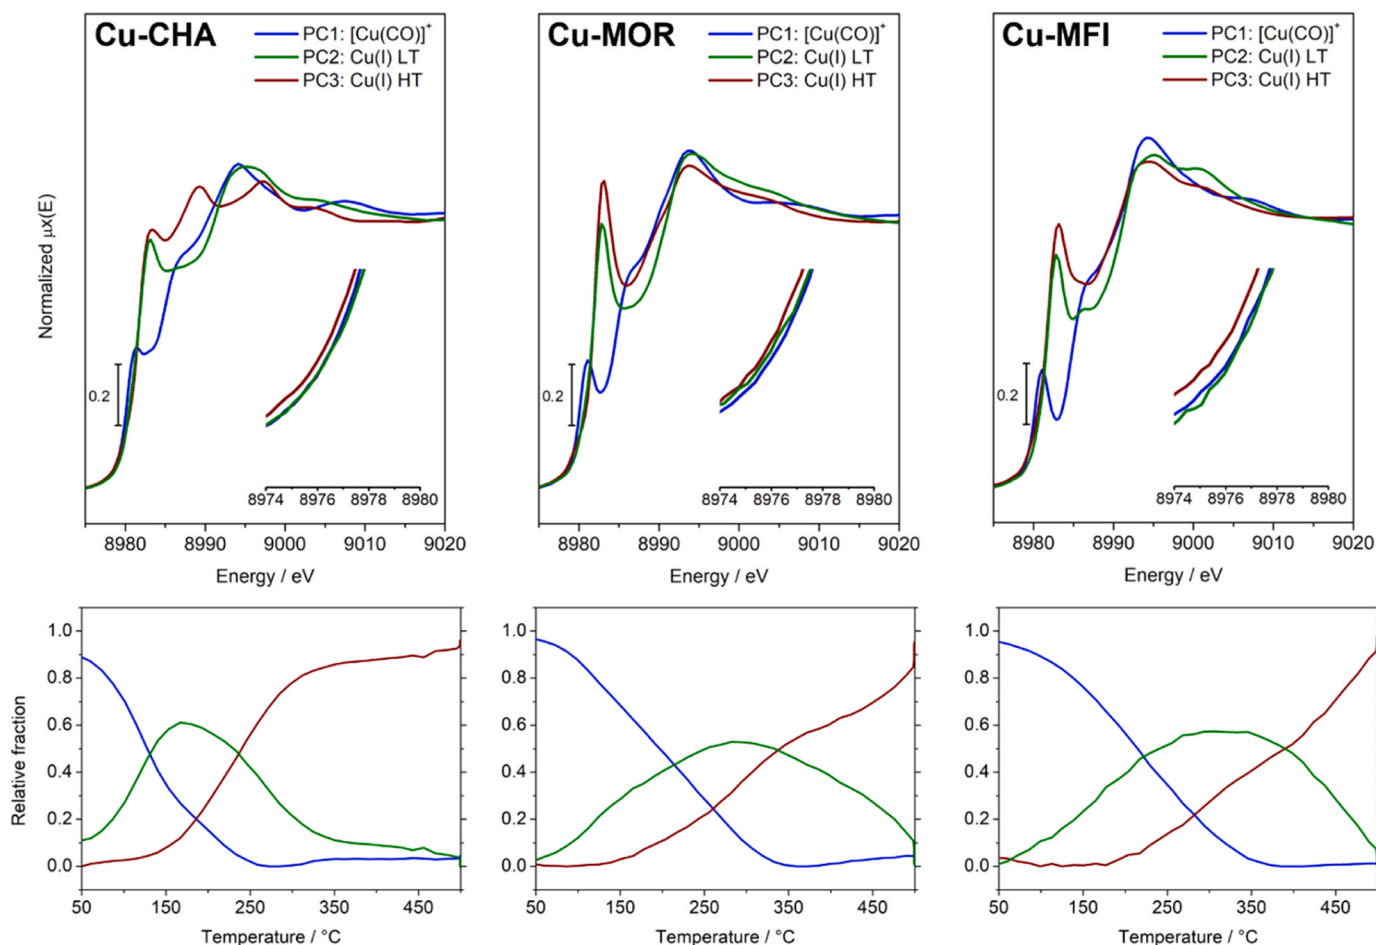 Cu-CHA
PC1: [Cu(CO)]⁺
PC2: Cu(I) LT
PC3: Cu(I) HT
Normalized μx(E)
0.2
8974 8976 8978 8980
8980 8990 9000 9010 9020
Energy / eV
Cu-MOR
PC1: [Cu(CO)]⁺
PC2: Cu(I) LT
PC3: Cu(I) HT
0.2
8974 8976 8978 8980
8980 8990 9000 9010 9020
Energy / eV
Cu-MFI
PC1: [Cu(CO)]⁺
PC2: Cu(I) LT
PC3: Cu(I) HT
0.2
8974 8976 8978 8980
8980 8990 9000 9010 9020
Energy / eV
Relative fraction
1.0
0.8
0.6
0.4
0.2
0.0
50 150 250 350 450
Temperature / °C
1.0
0.8
0.6
0.4
0.2
0.0
50 150 250 350 450
Temperature / °C
1.0
0.8
0.6
0.4
0.2
0.0
50 150 250 350 450
Temperature / °C